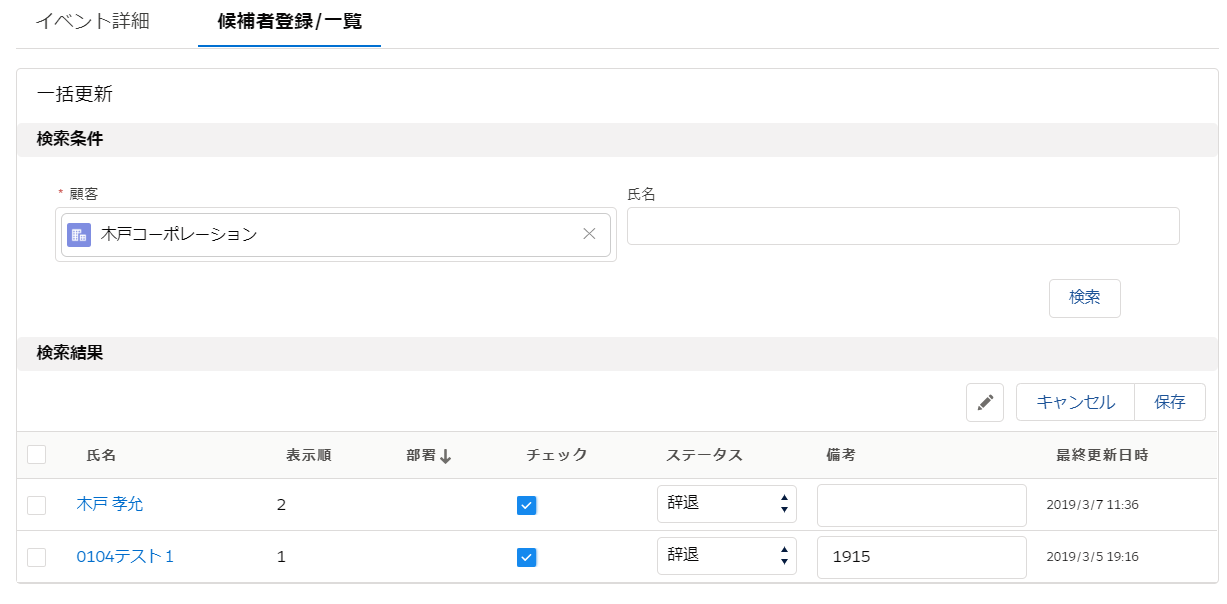 イベント詳細 候補者登録/一覧
一括更新
検索条件
* 顧客 氏名
木戸コーポレーション
検索
検索結果
キャンセル 保存
氏名 表示順 部署 チェック ステータス 備考 最終更新日時
木戸 孝允 2 辞退 2019/3/7 11:36
0104テスト1 1 辞退 1915 2019/3/5 19:16